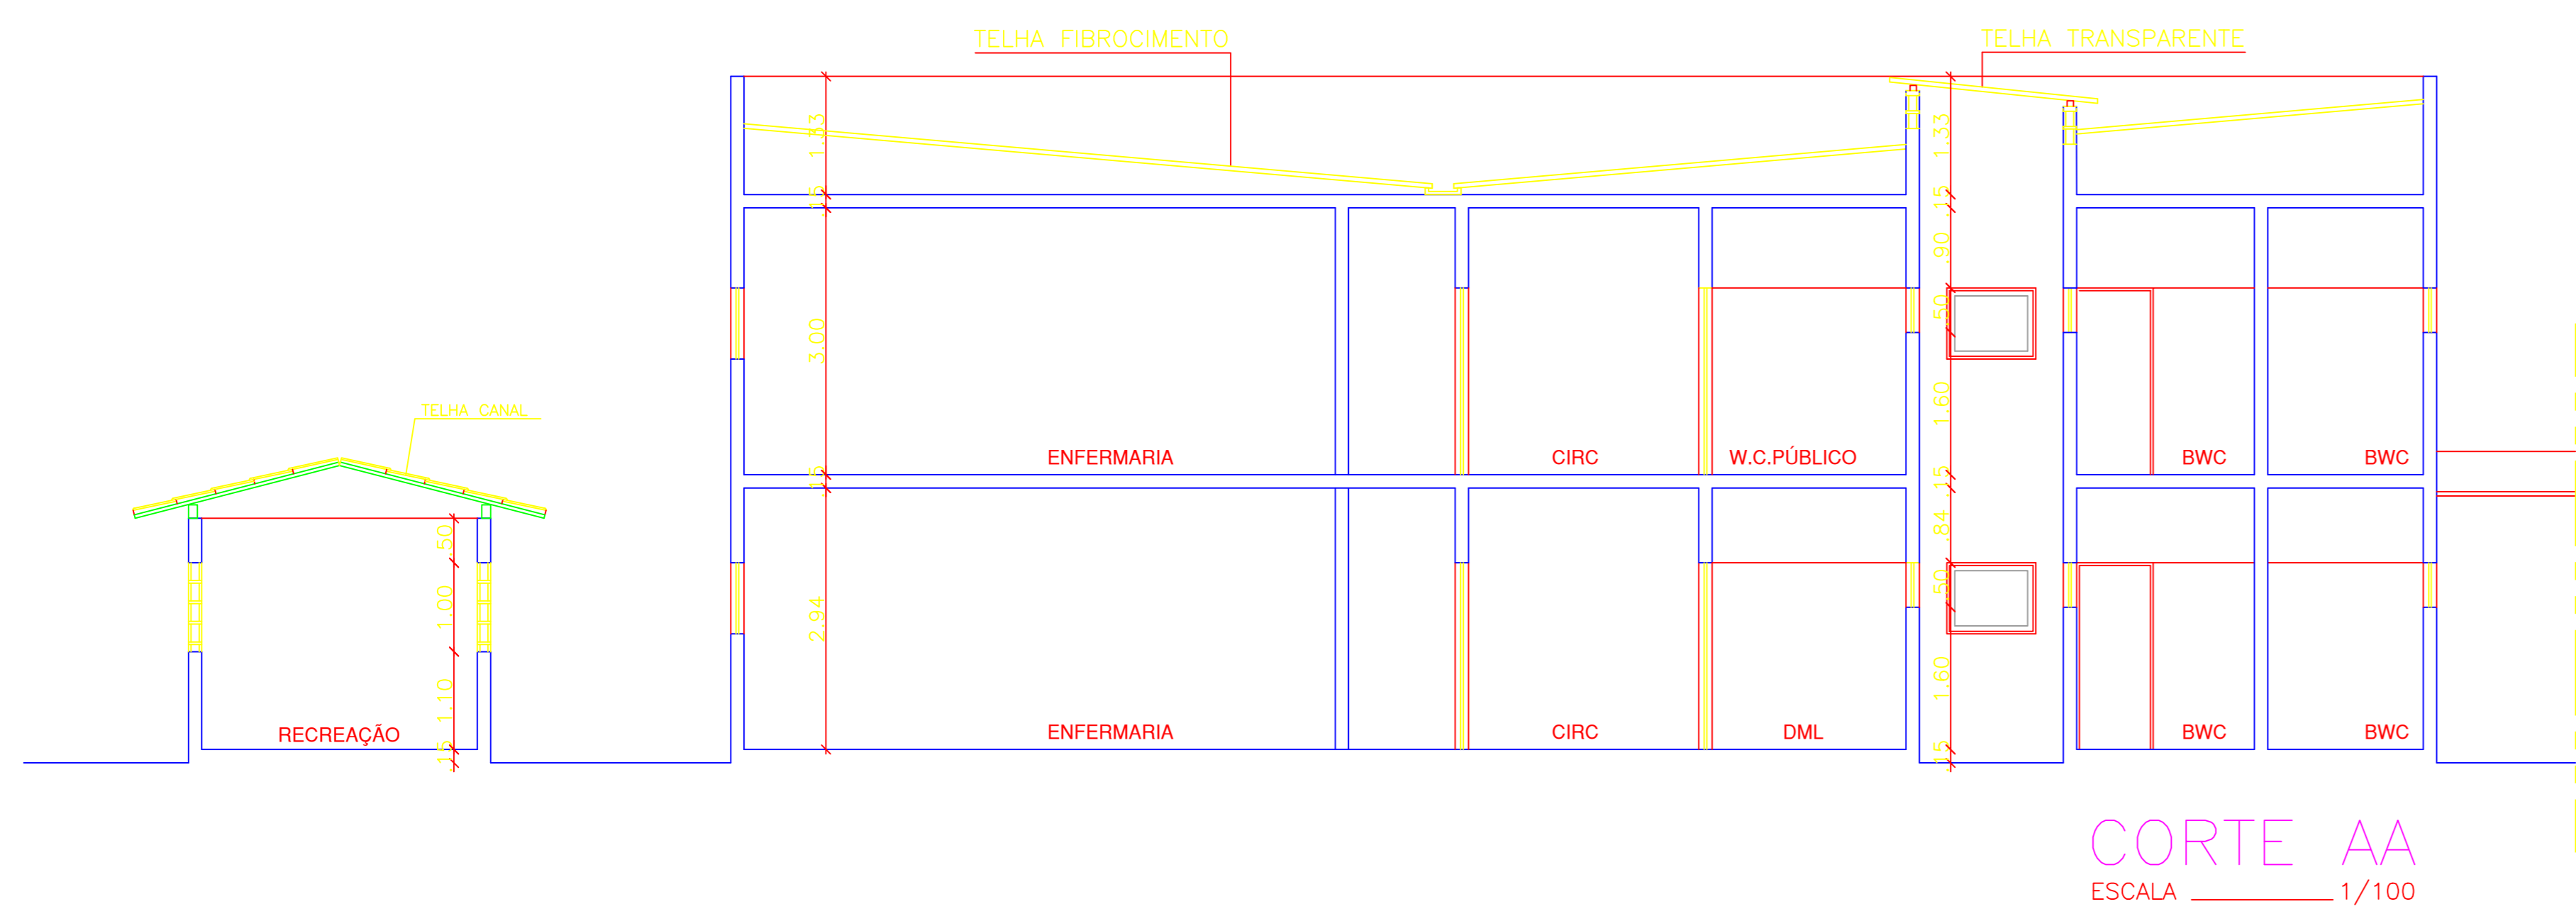 TELHA FIBROCIMENTO
TELHA TRANSPARENTE
1.33
.15
3.00
.15
2.94
1.33
.15
.90
.50
1.60
.15
.84
.50
1.60
.15
TELHA CANAL
.50
1.00
1.10
.15
RECREAÇÃO
ENFERMARIA
CIRC
W.C.PÚBLICO
BWC
BWC
ENFERMARIA
CIRC
DML
BWC
BWC
CORTE AA
ESCALA 1/100